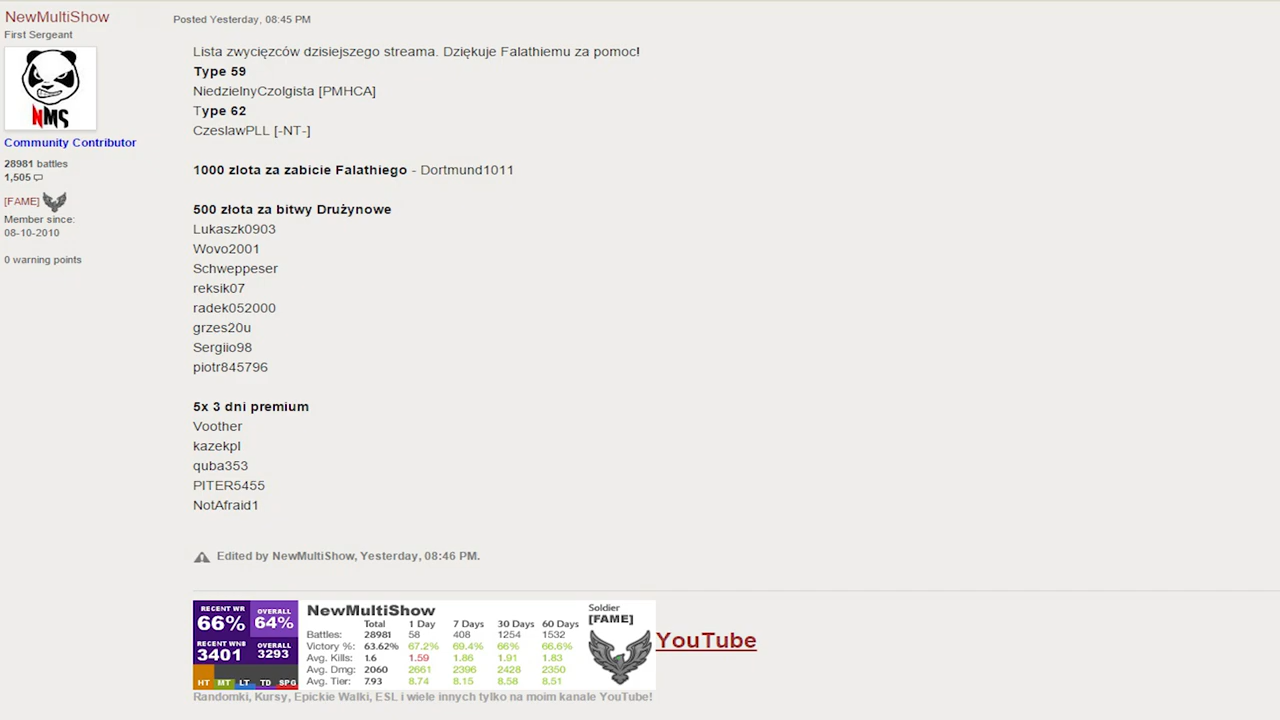 NewMultiShow
First Sergeant
NMS
Community Contributor
28981 battles
1,505
[FAME]
Member since:
08-10-2010
0 warning points
Posted Yesterday, 08:45 PM
Lista zwycięzców dzisiejszego streama. Dziękuje Falathiemu za pomoc!
Type 59
NiedzielnyCzolgista [PMHCA]
Type 62
CzeslawPLL [-NT-]
1000 zlota za zabicie Falathiego - Dortmund1011
500 złota za bitwy Drużynowe
Lukaszk0903
Wovo2001
Schweppeser
reksik07
radek052000
grzes20u
Sergiio98
piotr845796
5x 3 dni premium
Voother
kazekpl
quba353
PITER5455
NotAfraid1
Edited by NewMultiShow, Yesterday, 08:46 PM.
RECENT WR 66% OVERALL 64%
RECENT WN8 3401 OVERALL 3293
HT MT LT TD SPG
NewMultiShow
Total 1 Day 7 Days 30 Days 60 Days
Battles: 28981 58 408 1254 1532
Victory %: 63.62% 67.2% 69.4% 66% 66.6%
Avg. Kills: 1.6 1.59 1.86 1.91 1.83
Avg. Dmg: 2060 2661 2396 2428 2350
Avg. Tier: 7.93 8.74 8.15 8.58 8.51
Soldier
[FAME]
YouTube
Randomki, Kursy, Epickie Walki, ESL i wiele innych tylko na moim kanale YouTube!